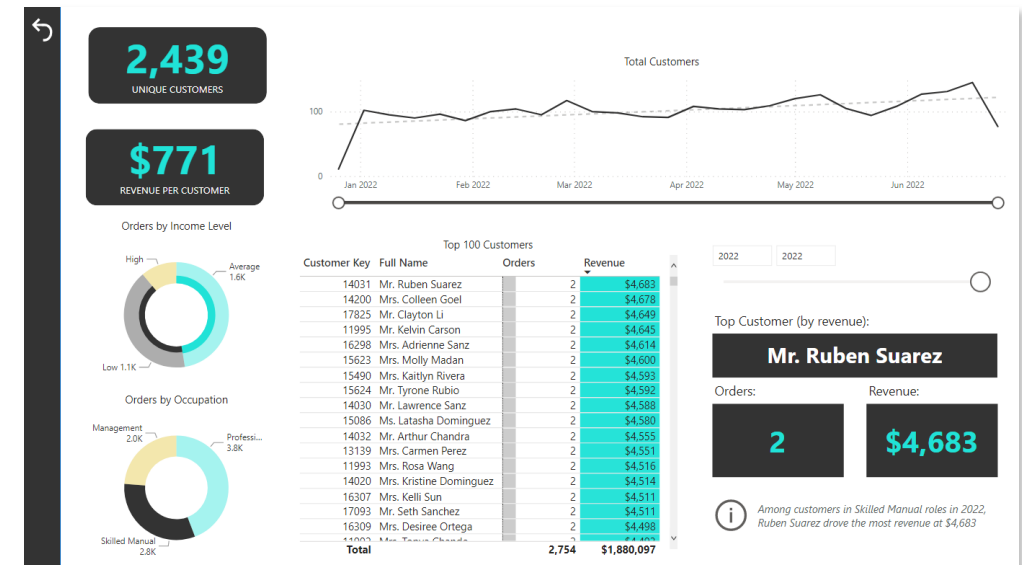 2,439
UNIQUE CUSTOMERS
$771
REVENUE PER CUSTOMER
Total Customers
100
0
Jan 2022
Feb 2022
Mar 2022
Apr 2022
May 2022
Jun 2022
Orders by Income Level
High
Average
1.6K
Low 1.1K
Orders by Occupation
Management
2.0K
Professi...
3.8K
Skilled Manual
2.8K
Top 100 Customers
Customer Key Full Name Orders Revenue
14031 Mr. Ruben Suarez 2 $4,683
14200 Mrs. Colleen Goel 2 $4,678
17825 Mr. Clayton Li 2 $4,649
11995 Mr. Kelvin Carson 2 $4,645
16298 Mrs. Adrienne Sanz 2 $4,614
15623 Mrs. Molly Madan 2 $4,600
15490 Mrs. Kaitlyn Rivera 2 $4,593
15624 Mr. Tyrone Rubio 2 $4,592
14030 Mr. Lawrence Sanz 2 $4,588
15086 Ms. Latasha Dominguez 2 $4,580
14032 Mr. Arthur Chandra 2 $4,555
13139 Mrs. Carmen Perez 2 $4,551
11993 Mrs. Rosa Wang 2 $4,516
14020 Mrs. Kristine Dominguez 2 $4,514
16307 Mrs. Kelli Sun 2 $4,511
17093 Mr. Seth Sanchez 2 $4,511
16309 Mrs. Desiree Ortega 2 $4,498
Total 2,754 $1,880,097
2022
2022
Top Customer (by revenue):
Mr. Ruben Suarez
Orders:
Revenue:
2
$4,683
Among customers in Skilled Manual roles in 2022,
Ruben Suarez drove the most revenue at $4,683